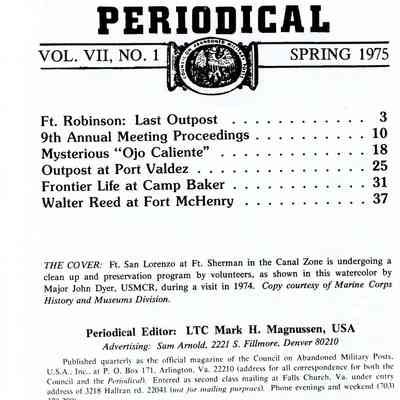 PERIODICAL
VOL. VII, NO. 1
SPRING 1975
Ft. Robinson: Last Outpost . . . . . . . . . . . . 3
9th Annual Meeting Proceedings . . . . . . . . . 10
Mysterious "Ojo Caliente" . . . . . . . . . . . . . 18
Outpost at Port Valdez . . . . . . . . . . . . . . . 25
Frontier Life at Camp Baker . . . . . . . . . . . 31
Walter Reed at Fort McHenry . . . . . . . . . . . 37
THE COVER: Ft. San Lorenzo at Ft. Sherman in the Canal Zone is undergoing a
clean up and preservation program by volunteers, as shown in this watercolor by
Major John Dyer, USMCR, during a visit in 1974. Copy courtesy of Marine Corps
History and Museums Division.
Periodical Editor: LTC Mark H. Magnussen, USA
Advertising: Sam Arnold, 2221 S. Fillmore, Denver 80210
Published quarterly as the official magazine of the Council on Abandoned Military Posts,
U.S.A., Inc., at P. O. Box 171, Arlington, Va. 22210 (address for all correspondence for both the
Council and the Periodical). Entered as second class mailing at Falls Church, Va. under entry
address of 3218 Hallran rd. 22041 (not for mailing purposes). Phone evenings and weekend (703)